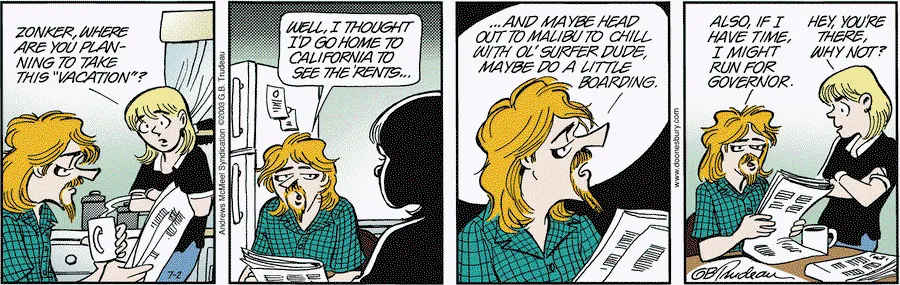 ZONKER, WHERE
ARE YOU PLAN-
NING TO TAKE
THIS "VACATION"?
7-2
Andrews McMeel Syndication ©2003 G.B. Trudeau
WELL, I THOUGHT
I'D GO HOME TO
CALIFORNIA TO
SEE THE 'RENTS...
...AND MAYBE HEAD
OUT TO MALIBU TO CHILL
WITH OL' SURFER DUDE,
MAYBE DO A LITTLE
BOARDING.
www.doonesbury.com
ALSO, IF I
HAVE TIME,
I MIGHT
RUN FOR
GOVERNOR.
HEY, YOU'RE
THERE,
WHY NOT?
GBTrudeau